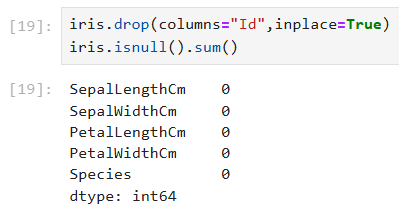 [19]: iris.drop(columns="Id",inplace=True)
iris.isnull().sum()
[19]: SepalLengthCm    0
SepalWidthCm     0
PetalLengthCm    0
PetalWidthCm     0
Species          0
dtype: int64